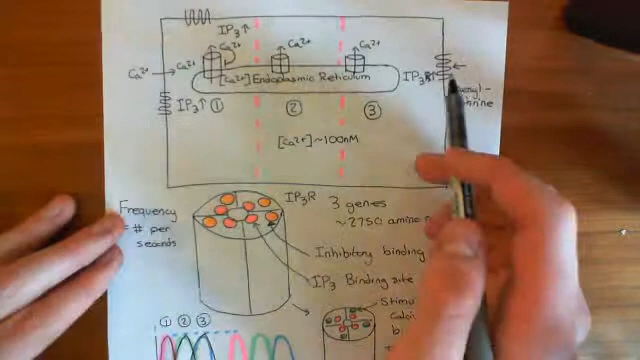 IP3↑
Ca2+ Ca2+ Ca2+
Ca2+ Ca2+
[Ca2+] Endoplasmic Reticulum
IP3↑ ① ② ③
[Ca2+]~100nM
Frequency
= # per
seconds
IP3R 3 genes
~2750 amino
Inhibitory binding
IP3 Binding site
① ② ③